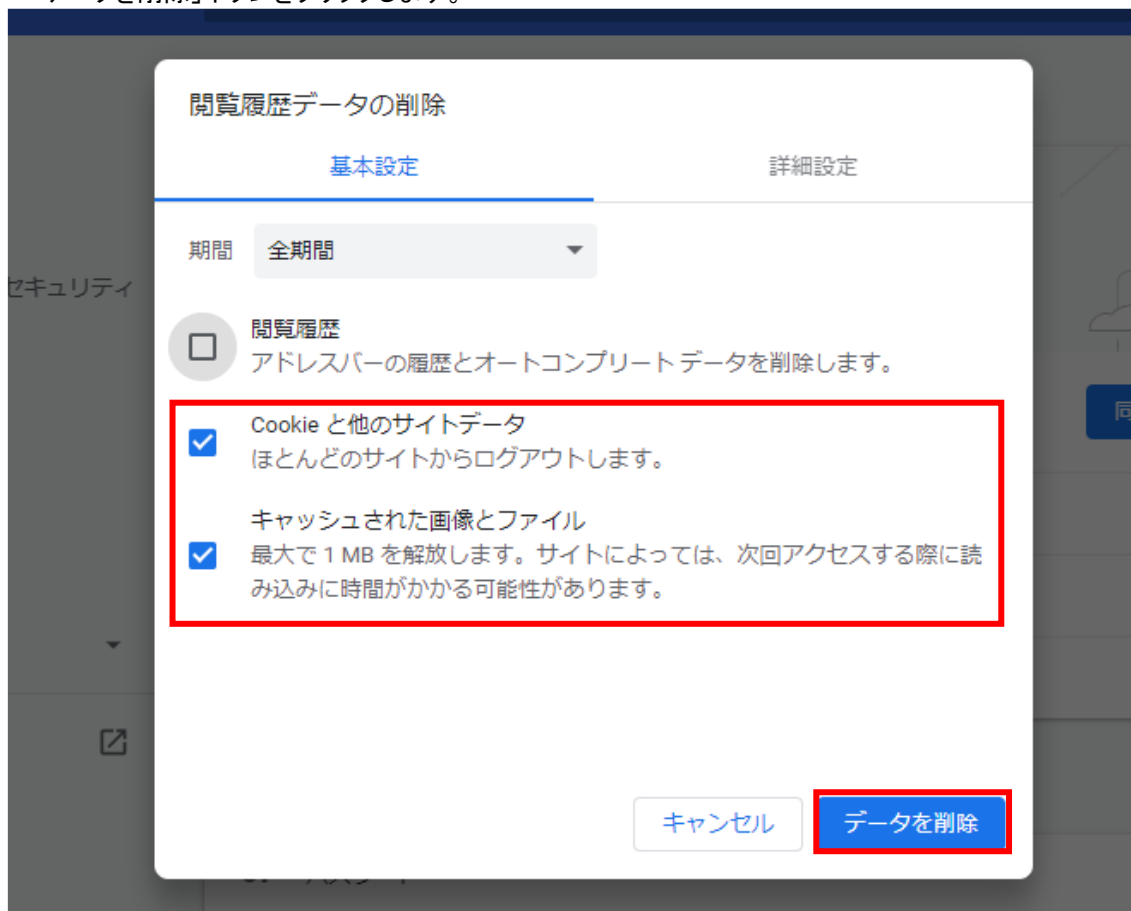 閲覧履歴データの削除
基本設定
詳細設定
期間 全期間
セキュリティ
閲覧履歴
アドレスバーの履歴とオートコンプリート データを削除します。
Cookie と他のサイトデータ
ほとんどのサイトからログアウトします。
キャッシュされた画像とファイル
最大で 1 MB を解放します。サイトによっては、次回アクセスする際に読
み込みに時間がかかる可能性があります。
キャンセル
データを削除